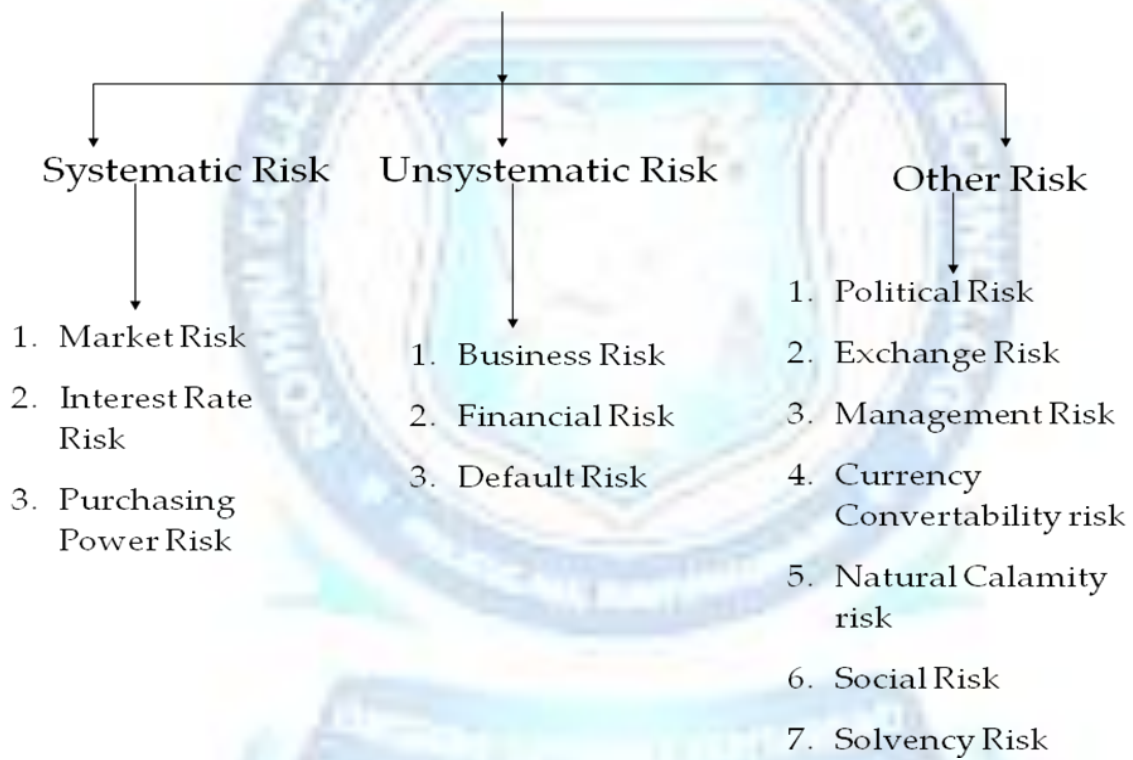 Systematic Risk
Unsystematic Risk
Other Risk
1. Market Risk
2. Interest Rate
Risk
3. Purchasing
Power Risk
1. Business Risk
2. Financial Risk
3. Default Risk
1. Political Risk
2. Exchange Risk
3. Management Risk
4. Currency
Convertability risk
5. Natural Calamity
risk
6. Social Risk
7. Solvency Risk